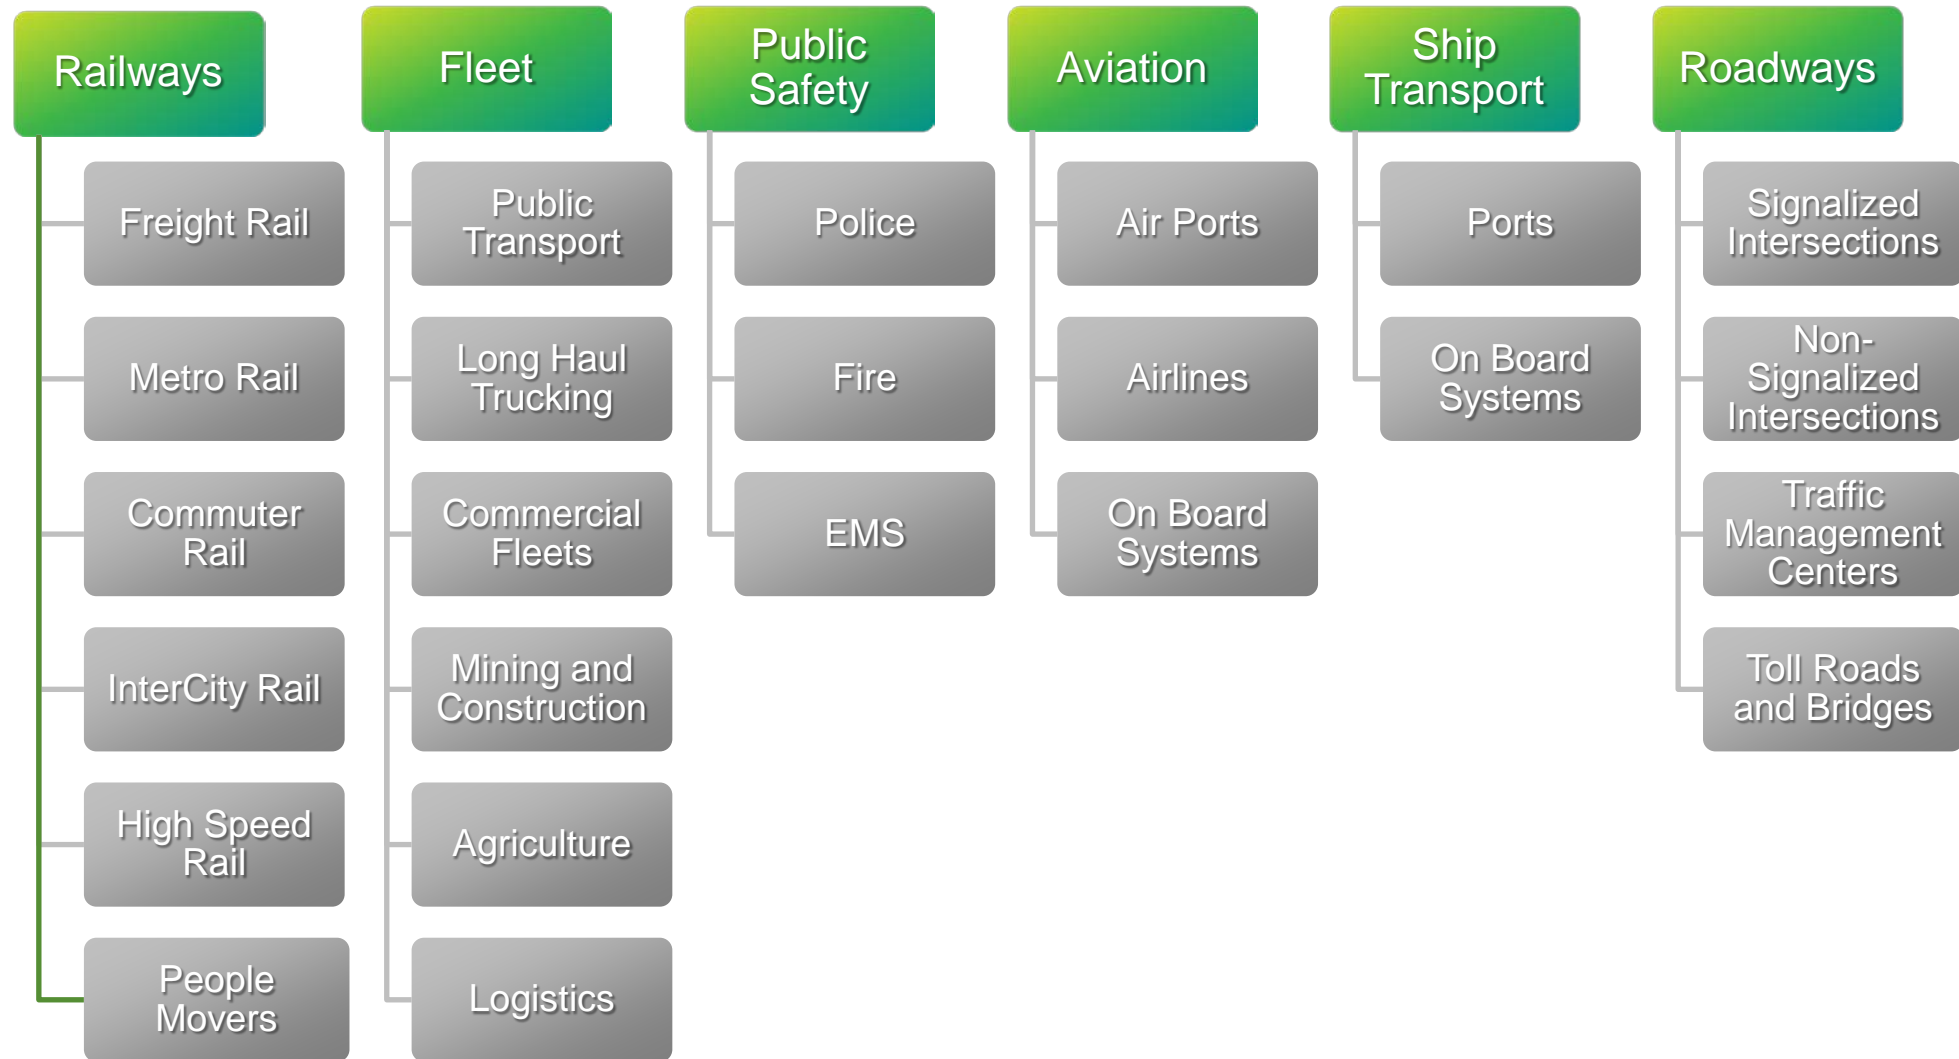 Railways
Freight Rail
Metro Rail
Commuter
Rail
InterCity Rail
High Speed
Rail
People
Movers
Fleet
Public
Transport
Long Haul
Trucking
Commercial
Fleets
Mining and
Construction
Agriculture
Logistics
Public
Safety
Police
Fire
EMS
Aviation
Air Ports
Airlines
On Board
Systems
Ship
Transport
Ports
On Board
Systems
Roadways
Signalized
Intersections
Non-
Signalized
Intersections
Traffic
Management
Centers
Toll Roads
and Bridges